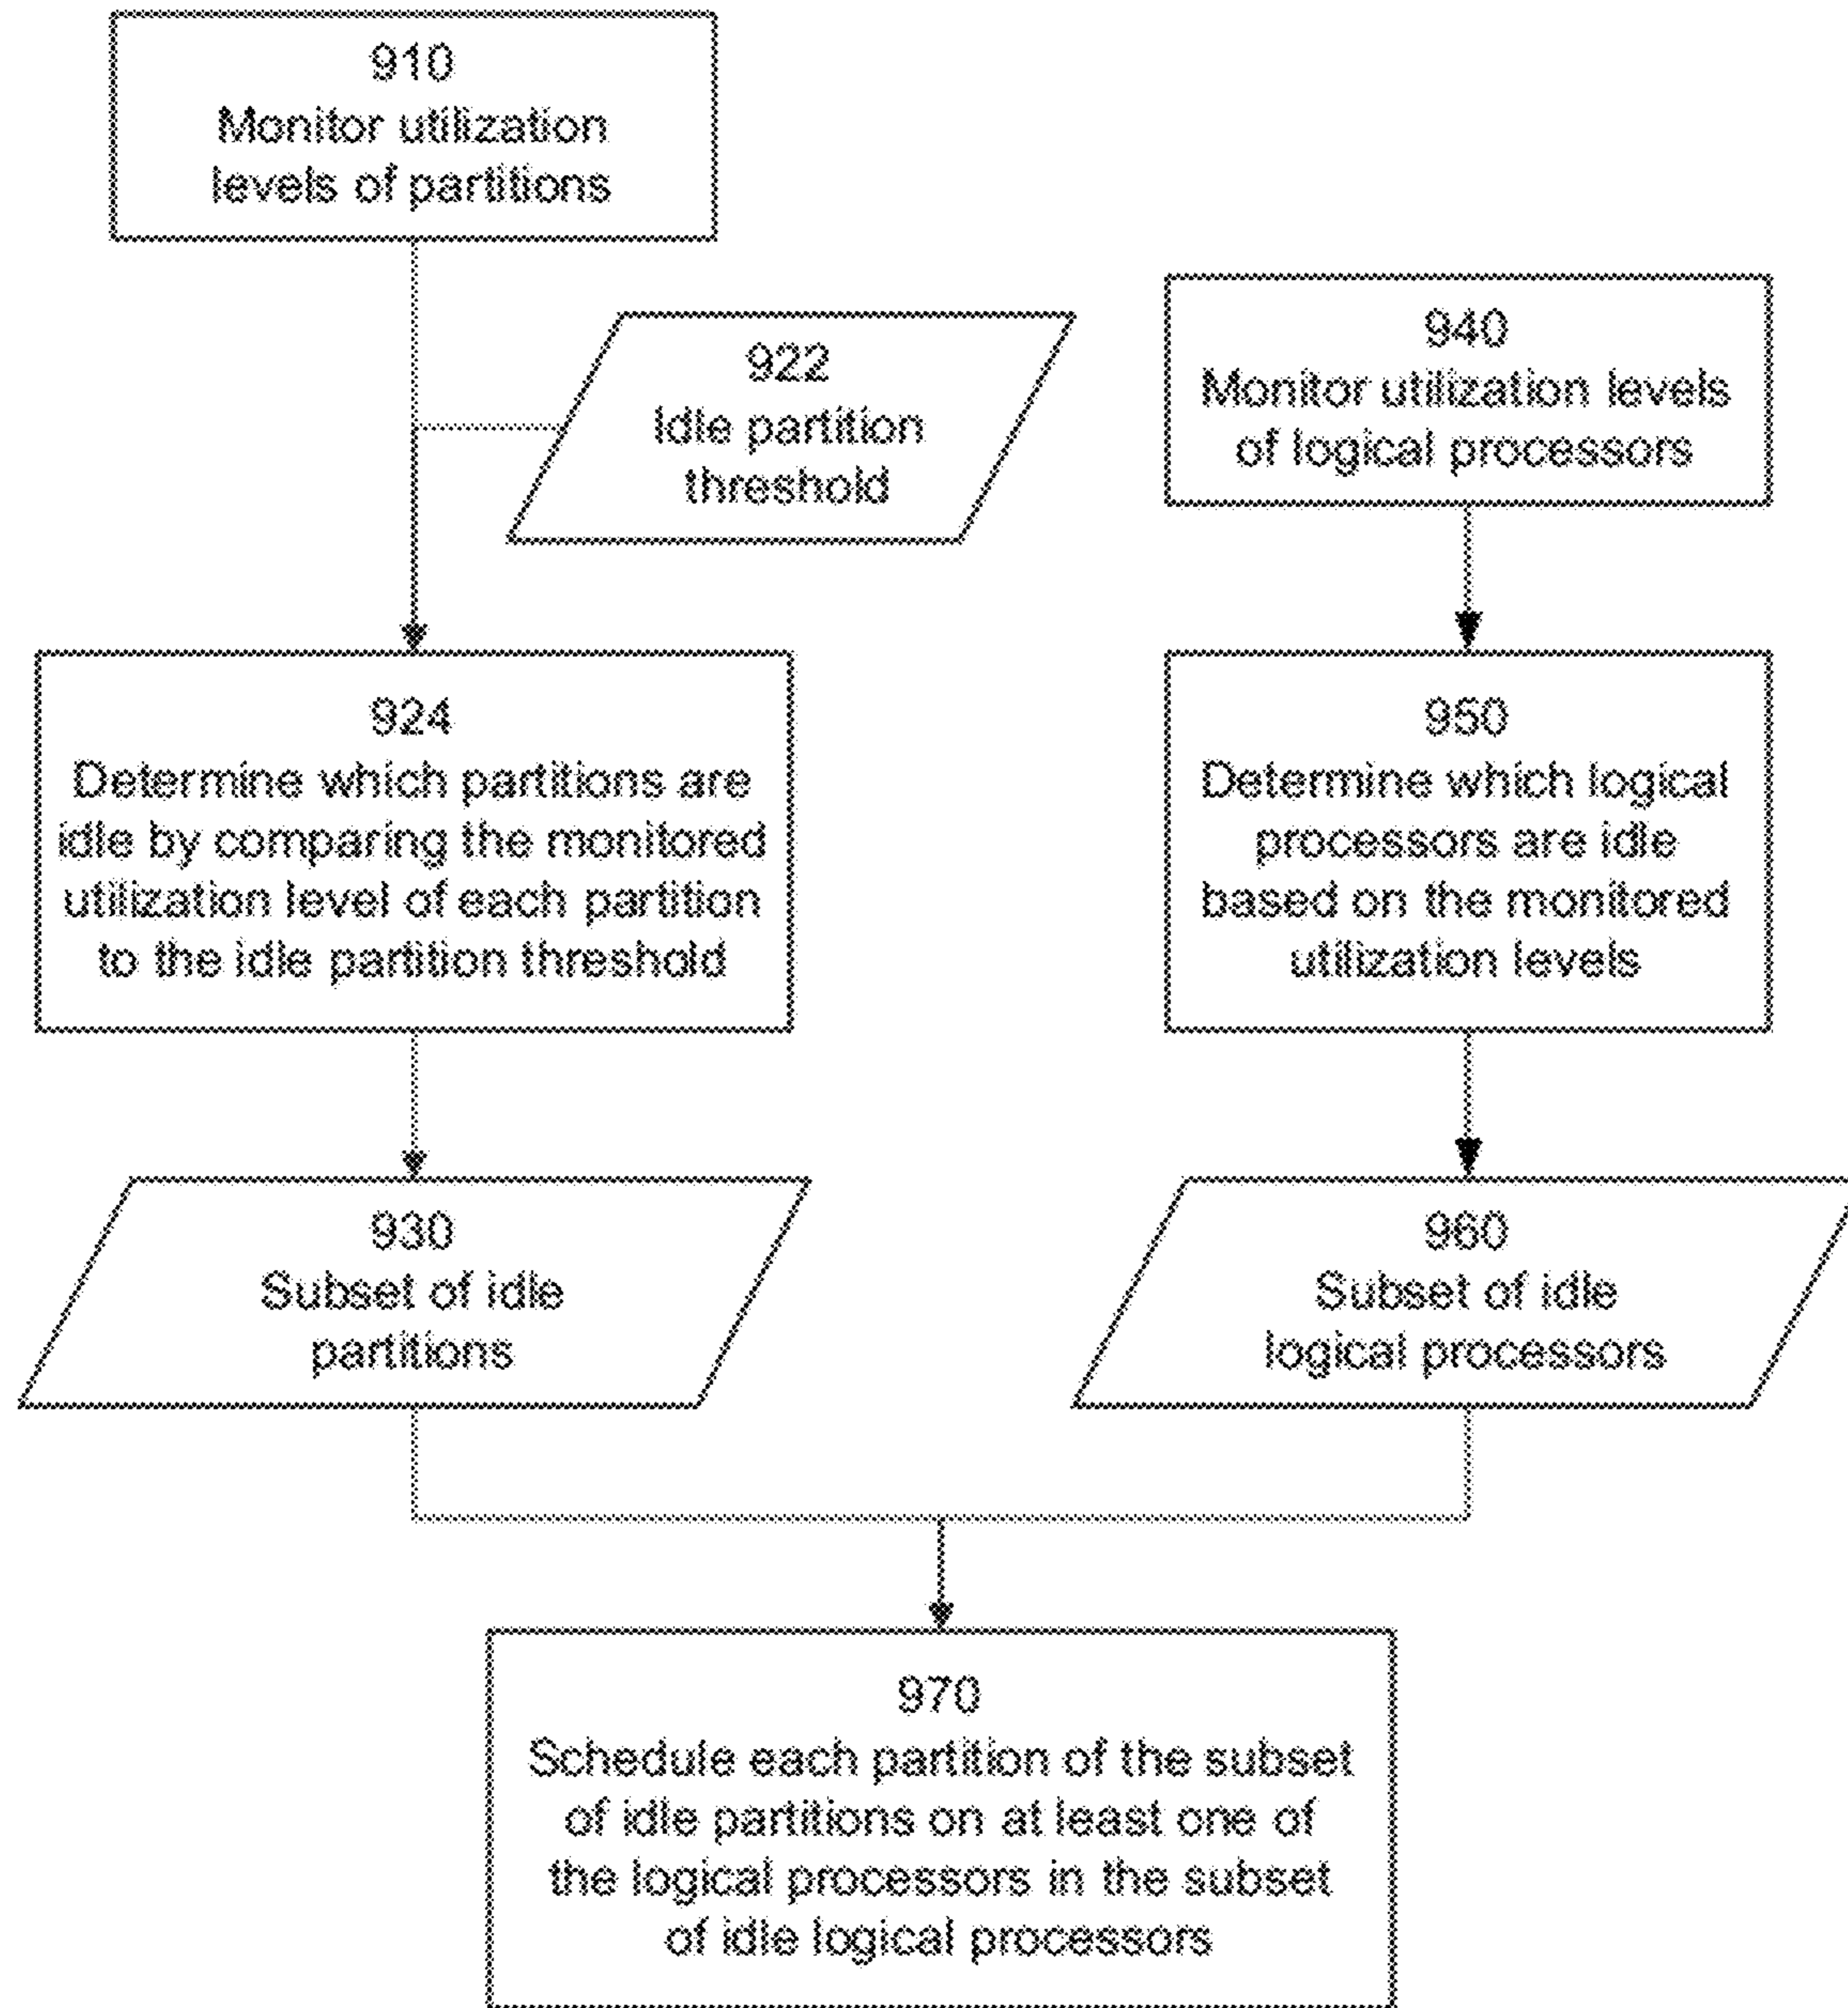 910
Monitor utilization
levels of partitions
922
Idle partition
threshold
940
Monitor utilization levels
of logical processors
924
Determine which partitions are
idle by comparing the monitored
utilization level of each partition
to the idle partition threshold
950
Determine which logical
processors are idle
based on the monitored
utilization levels
930
Subset of idle
partitions
960
Subset of idle
logical processors
970
Schedule each partition of the subset
of idle partitions on at least one of
the logical processors in the subset
of idle logical processors